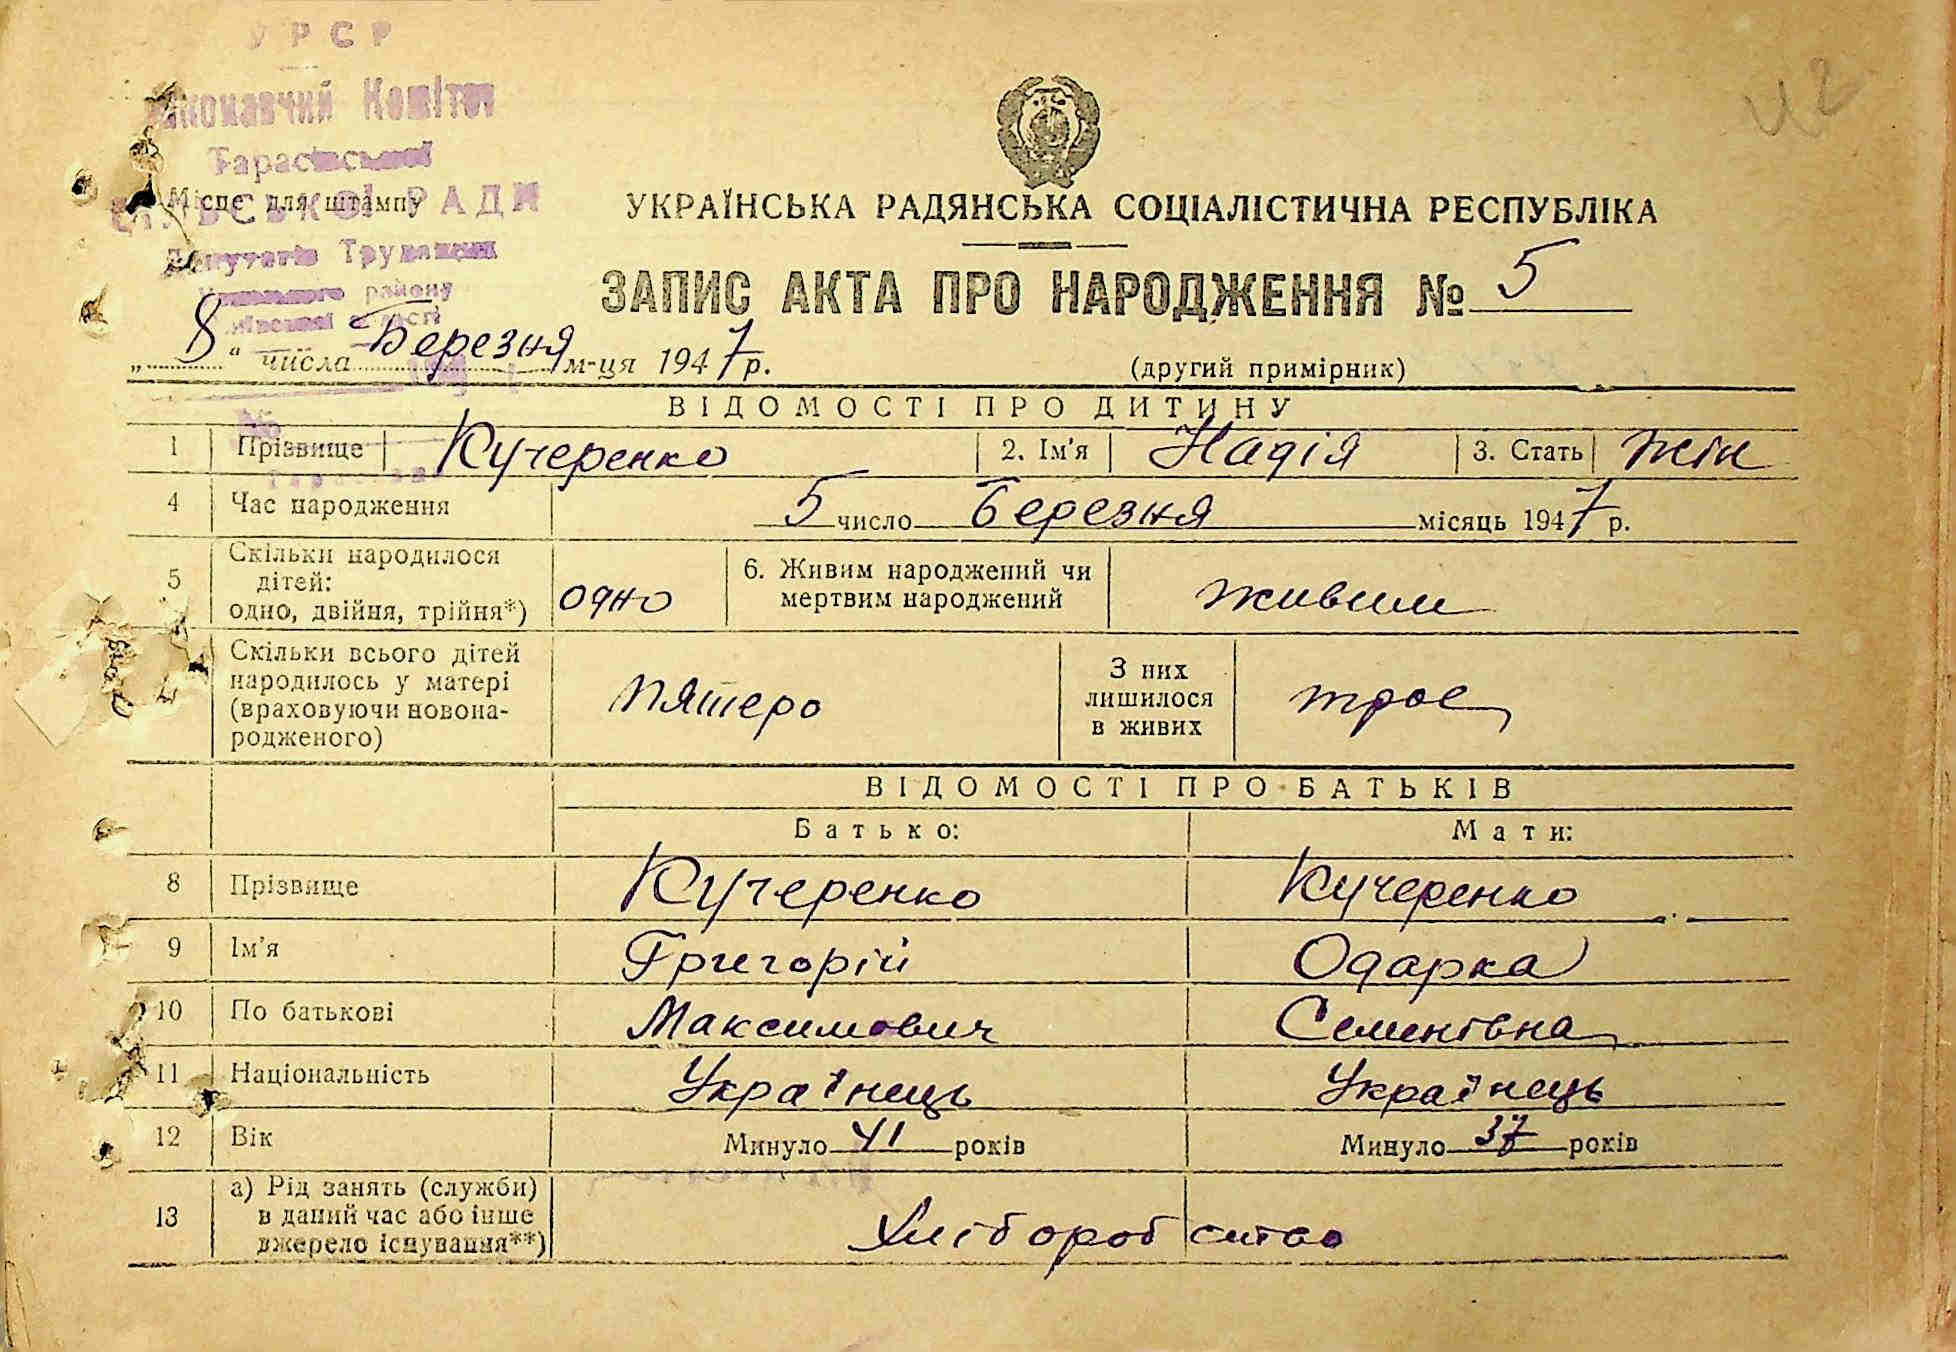 УРСР
Виконавчий Комітет
Тарасівської
СІЛЬСЬКОЇ РАДИ
Місце для штампу
Депутатів Трудящих
району
області
42
УКРАЇНСЬКА РАДЯНСЬКА СОЦІАЛІСТИЧНА РЕСПУБЛІКА
ЗАПИС АКТА ПРО НАРОДЖЕННЯ № 5
„8“ числа Березня м-ця 1947 р.
(другий примірник)
ВІДОМОСТІ ПРО ДИТИНУ
1 Прізвище Кучеренко 2. Ім'я Надія 3. Стать жін
4 Час народження 5 число Березня місяць 1947 р.
5 Скільки народилося
дітей:
одно, двійня, трійня*) одно
6. Живим народжений чи
мертвим народжений живим
Скільки всього дітей
народилось у матері
(враховуючи новона-
родженого) пятеро
З них
лишилося
в живих трое
ВІДОМОСТІ ПРО БАТЬКІВ
Батько: Мати:
8 Прізвище Кучеренко Кучеренко
9 Ім'я Григорій Одарка
10 По батькові Максимович Семенівна
11 Національність Українець Українець
12 Вік Минуло 41 років Минуло 37 років
13 а) Рід занять (служби)
в даний час або інше
джерело існування**) Хліборобство